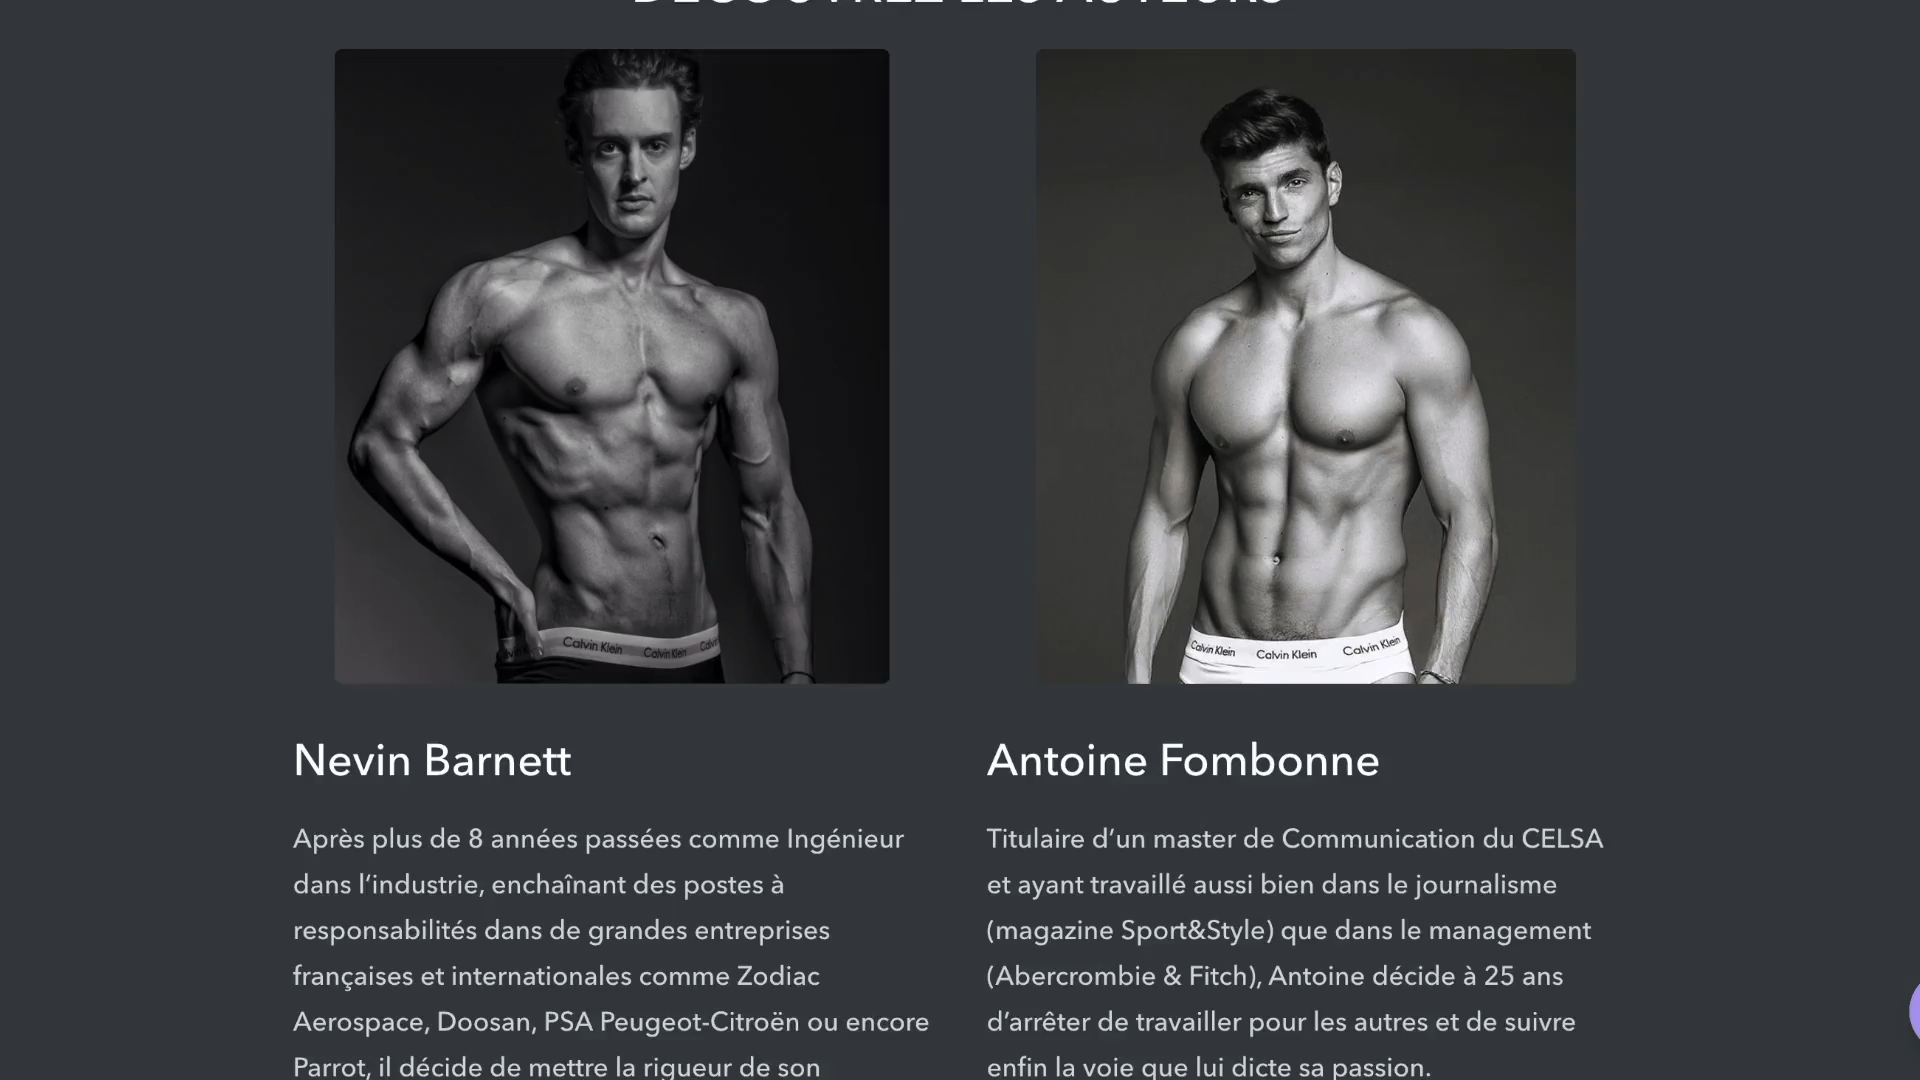 DÉCOUVREZ LES AUTEURS
Calvin Klein Calvin Klein Calvin
Calvin Klein Calvin Klein Calvin Klein
Nevin Barnett
Antoine Fombonne
Après plus de 8 années passées comme Ingénieur
dans l’industrie, enchaînant des postes à
responsabilités dans de grandes entreprises
françaises et internationales comme Zodiac
Aerospace, Doosan, PSA Peugeot-Citroën ou encore
Parrot, il décide de mettre la rigueur de son
Titulaire d’un master de Communication du CELSA
et ayant travaillé aussi bien dans le journalisme
(magazine Sport&Style) que dans le management
(Abercrombie & Fitch), Antoine décide à 25 ans
d’arrêter de travailler pour les autres et de suivre
enfin la voie que lui dicte sa passion.